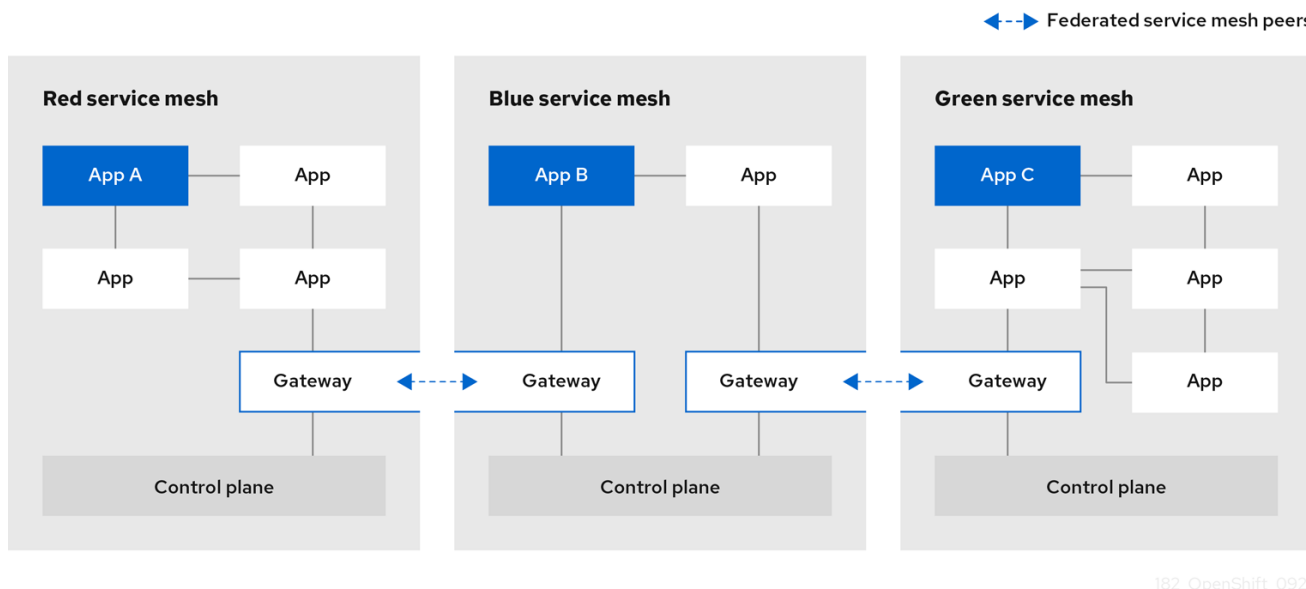 Federated service mesh peers
Red service mesh
App A
App
App
App
Gateway
Control plane
Blue service mesh
App B
App
Gateway
Gateway
Control plane
Green service mesh
App C
App
App
App
App
Gateway
Control plane
182_OpenShift_092